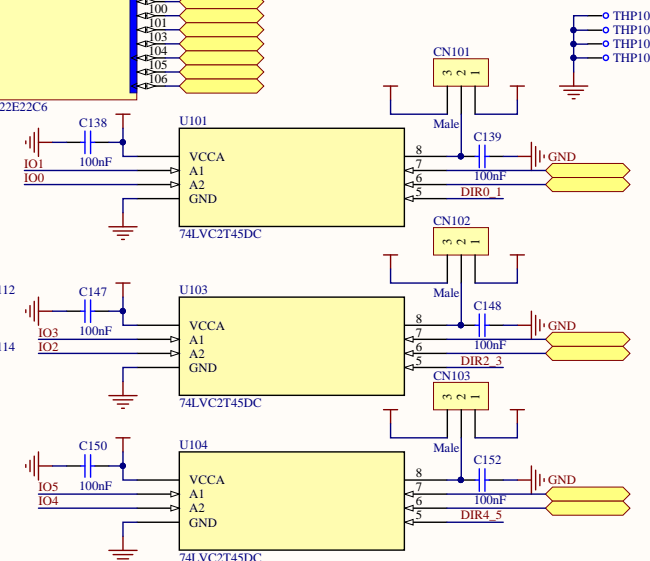 100
101
103
104
105
106
22E22C6
THP10
THP10
THP10
THP10
CN101
3 2 1
Male
C138
100nF
U101
VCCA
A1
A2
GND
74LVC2T45DC
IO1
IO0
8
7
6
5
C139
100nF
GND
DIR0_1
CN102
3 2 1
Male
112
114
C147
100nF
U103
VCCA
A1
A2
GND
74LVC2T45DC
IO3
IO2
8
7
6
5
C148
100nF
GND
DIR2_3
CN103
3 2 1
Male
C150
100nF
U104
VCCA
A1
A2
GND
74LVC2T45DC
IO5
IO4
8
7
6
5
C152
100nF
GND
DIR4_5